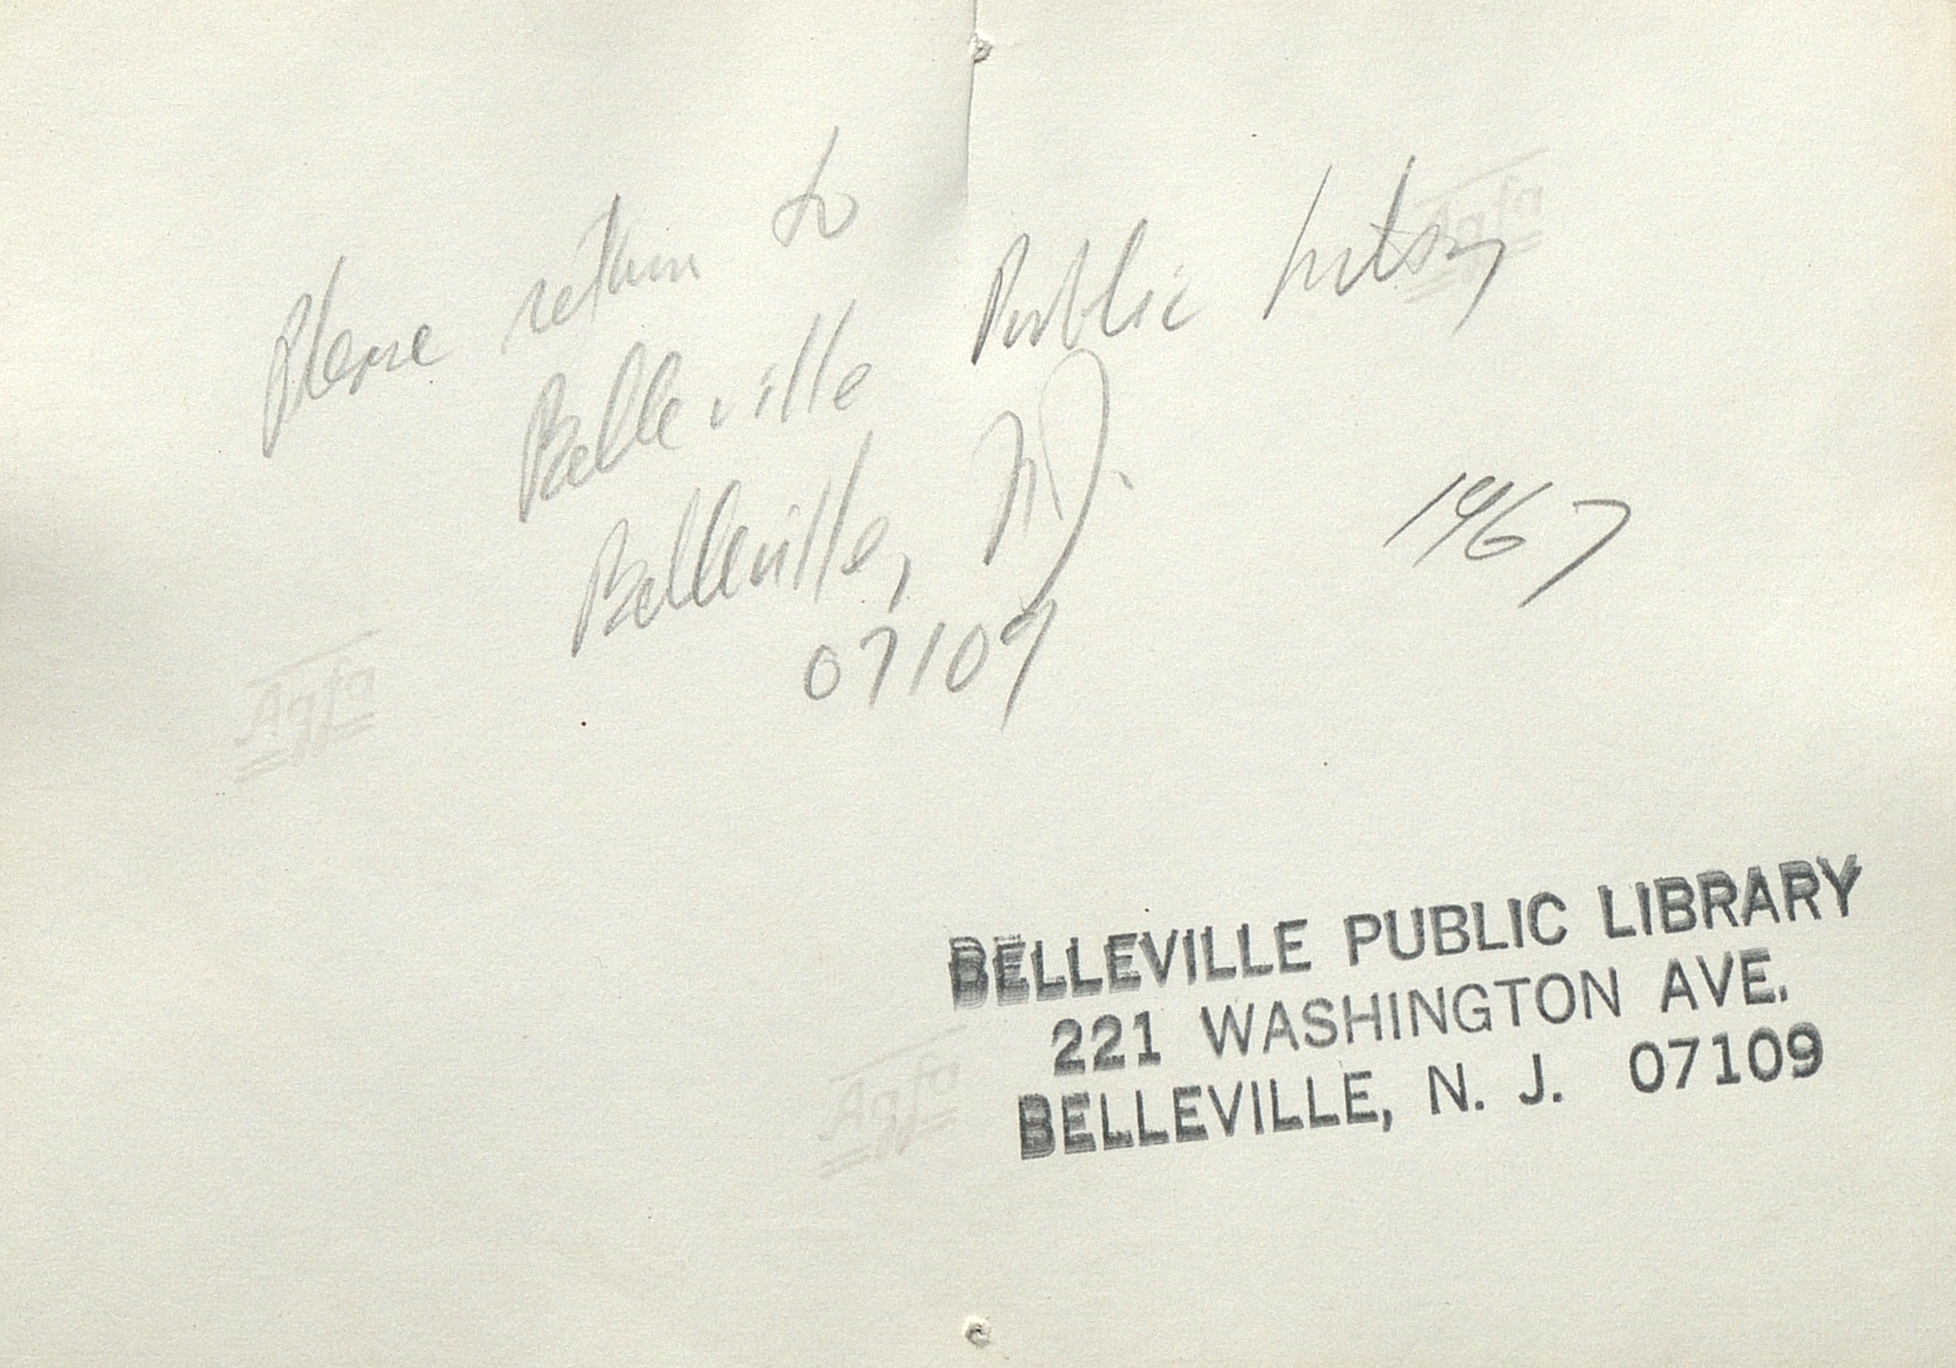 Please return to
Belleville Public Library
Belleville, NJ.
07109
1967
Agfa
Agfa
BELLEVILLE PUBLIC LIBRARY
221 WASHINGTON AVE.
BELLEVILLE, N. J. 07109
Agfa